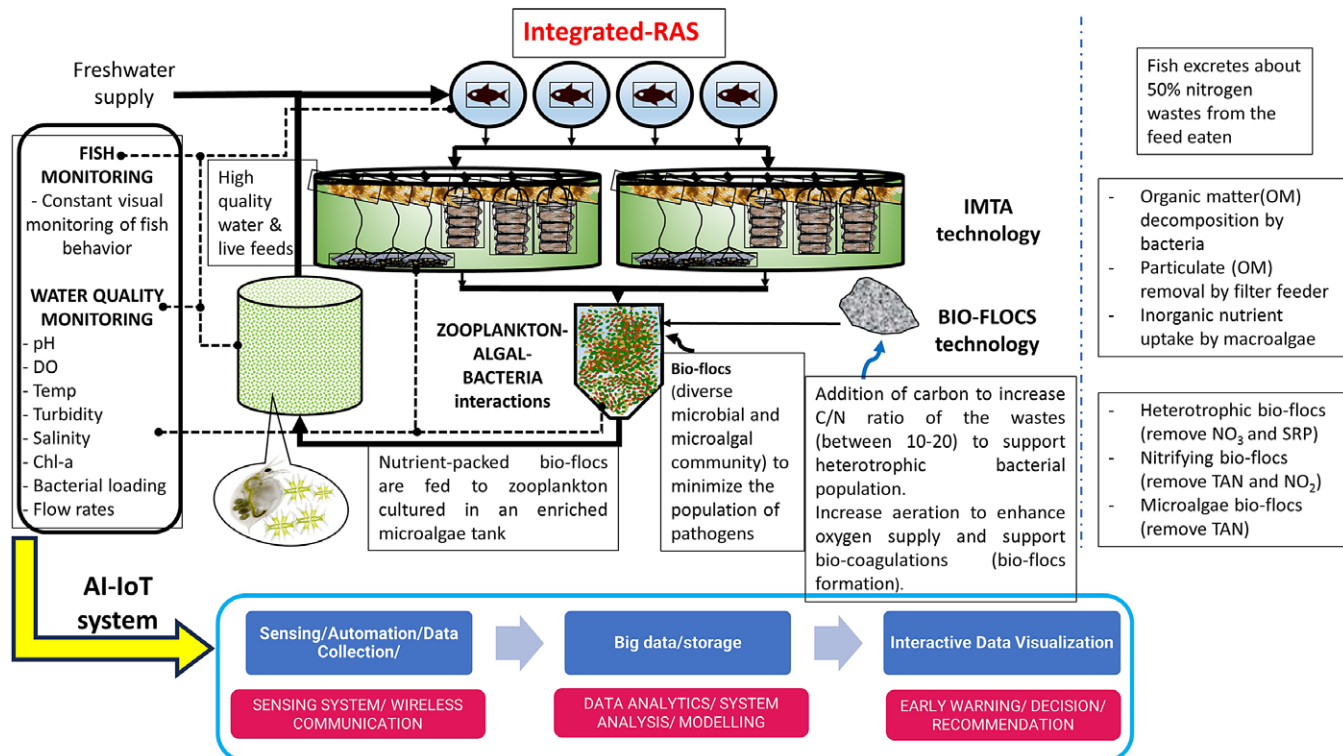 Integrated-RAS
Freshwater
supply
FISH
MONITORING
- Constant visual
monitoring of fish
behavior
WATER QUALITY
MONITORING
- pH
- DO
- Temp
- Turbidity
- Salinity
- Chl-a
- Bacterial loading
- Flow rates
High
quality
water &
live feeds
IMTA
technology
ZOOPLANKTON-
ALGAL-
BACTERIA
interactions
BIO-FLOCS
technology
Nutrient-packed bio-flocs
are fed to zooplankton
cultured in an enriched
microalgae tank
Bio-flocs
(diverse
microbial and
microalgal
community) to
minimize the
population of
pathogens
Addition of carbon to increase
C/N ratio of the wastes
(between 10-20) to support
heterotrophic bacterial
population.
Increase aeration to enhance
oxygen supply and support
bio-coagulations (bio-flocs
formation).
Fish excretes about
50% nitrogen
wastes from the
feed eaten
- Organic matter(OM)
decomposition by
bacteria
- Particulate (OM)
removal by filter feeder
- Inorganic nutrient
uptake by macroalgae
- Heterotrophic bio-flocs
(remove NO₃ and SRP)
- Nitrifying bio-flocs
(remove TAN and NO₂)
- Microalgae bio-flocs
(remove TAN)
AI-IoT
system
Sensing/Automation/Data
Collection/
Big data/storage
Interactive Data Visualization
SENSING SYSTEM/ WIRELESS
COMMUNICATION
DATA ANALYTICS/ SYSTEM
ANALYSIS/ MODELLING
EARLY WARNING/ DECISION/
RECOMMENDATION